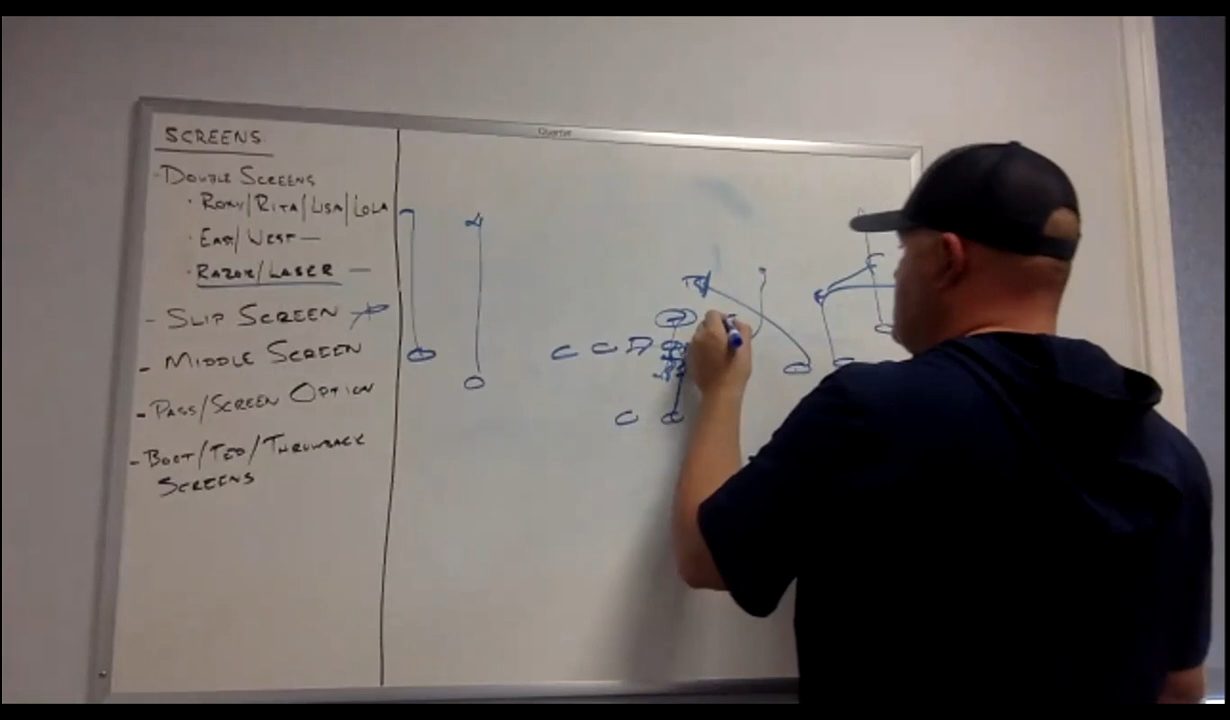 SCREENS
- DOUBLE SCREENS
· ROXY/RITA/LISA/LOLA
· EAST/WEST —
· RAZOR/LASER —
- SLIP SCREEN
- MIDDLE SCREEN
- PASS/SCREEN OPTION
- BOOT/TED/THROWBACK
SCREENS